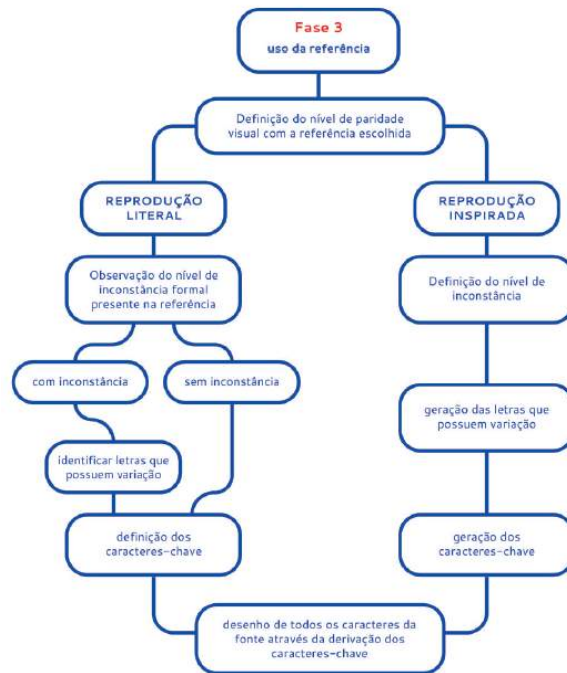 Fase 3
uso da referência
Definição do nível de paridade
visual com a referência escolhida
REPRODUÇÃO
LITERAL
REPRODUÇÃO
INSPIRADA
Observação do nível de
inconstância formal
presente na referência
Definição do nível de
inconstância
com inconstância
sem inconstância
geração das letras que
possuem variação
identificar letras que
possuem variação
definição dos
caracteres-chave
geração dos
caracteres-chave
desenho de todos os caracteres da
fonte através da derivação dos
caracteres-chave